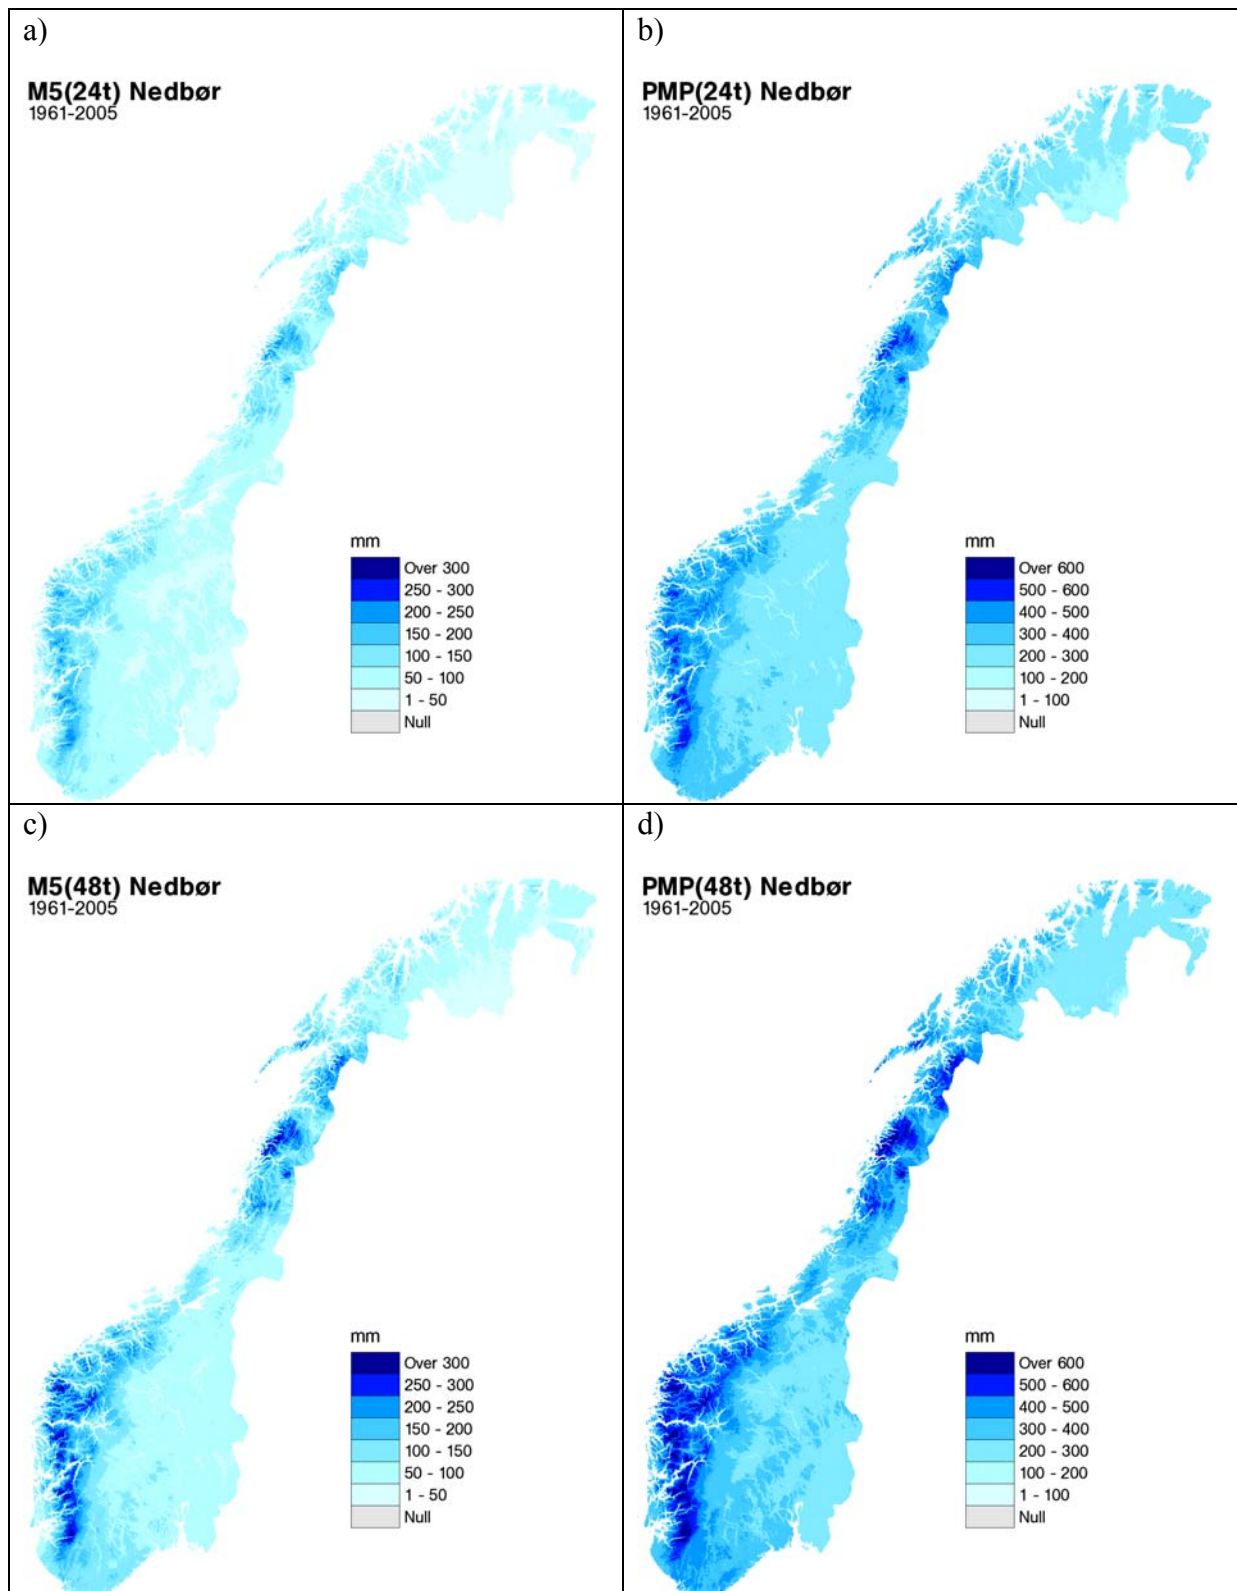 a)
M5(24t) Nedbør
1961-2005
mm
Over 300
250 - 300
200 - 250
150 - 200
100 - 150
50 - 100
1 - 50
Null
b)
PMP(24t) Nedbør
1961-2005
mm
Over 600
500 - 600
400 - 500
300 - 400
200 - 300
100 - 200
1 - 100
Null
c)
M5(48t) Nedbør
1961-2005
mm
Over 300
250 - 300
200 - 250
150 - 200
100 - 150
50 - 100
1 - 50
Null
d)
PMP(48t) Nedbør
1961-2005
mm
Over 600
500 - 600
400 - 500
300 - 400
200 - 300
100 - 200
1 - 100
Null